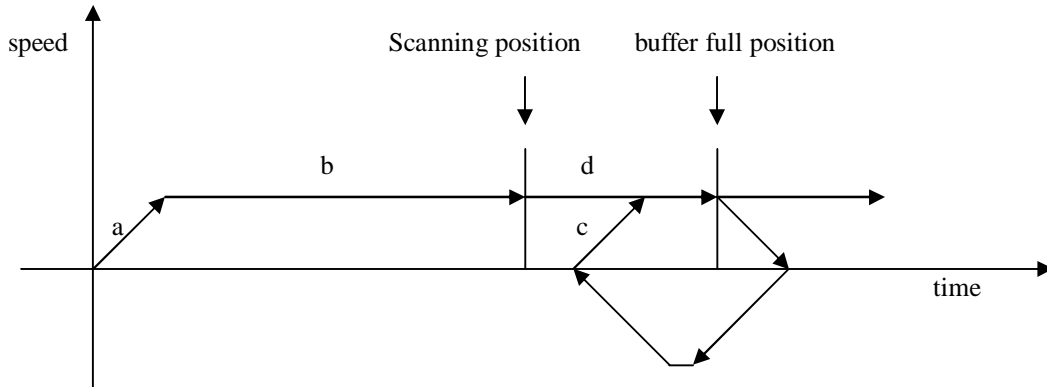 speed
Scanning position
buffer full position
b
d
a
c
time